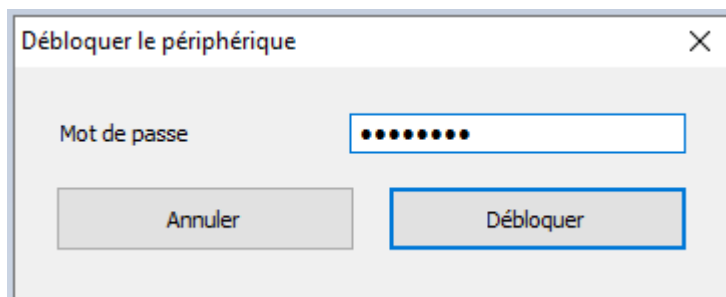 Débloquer le périphérique
Mot de passe ••••••••
Annuler Débloquer